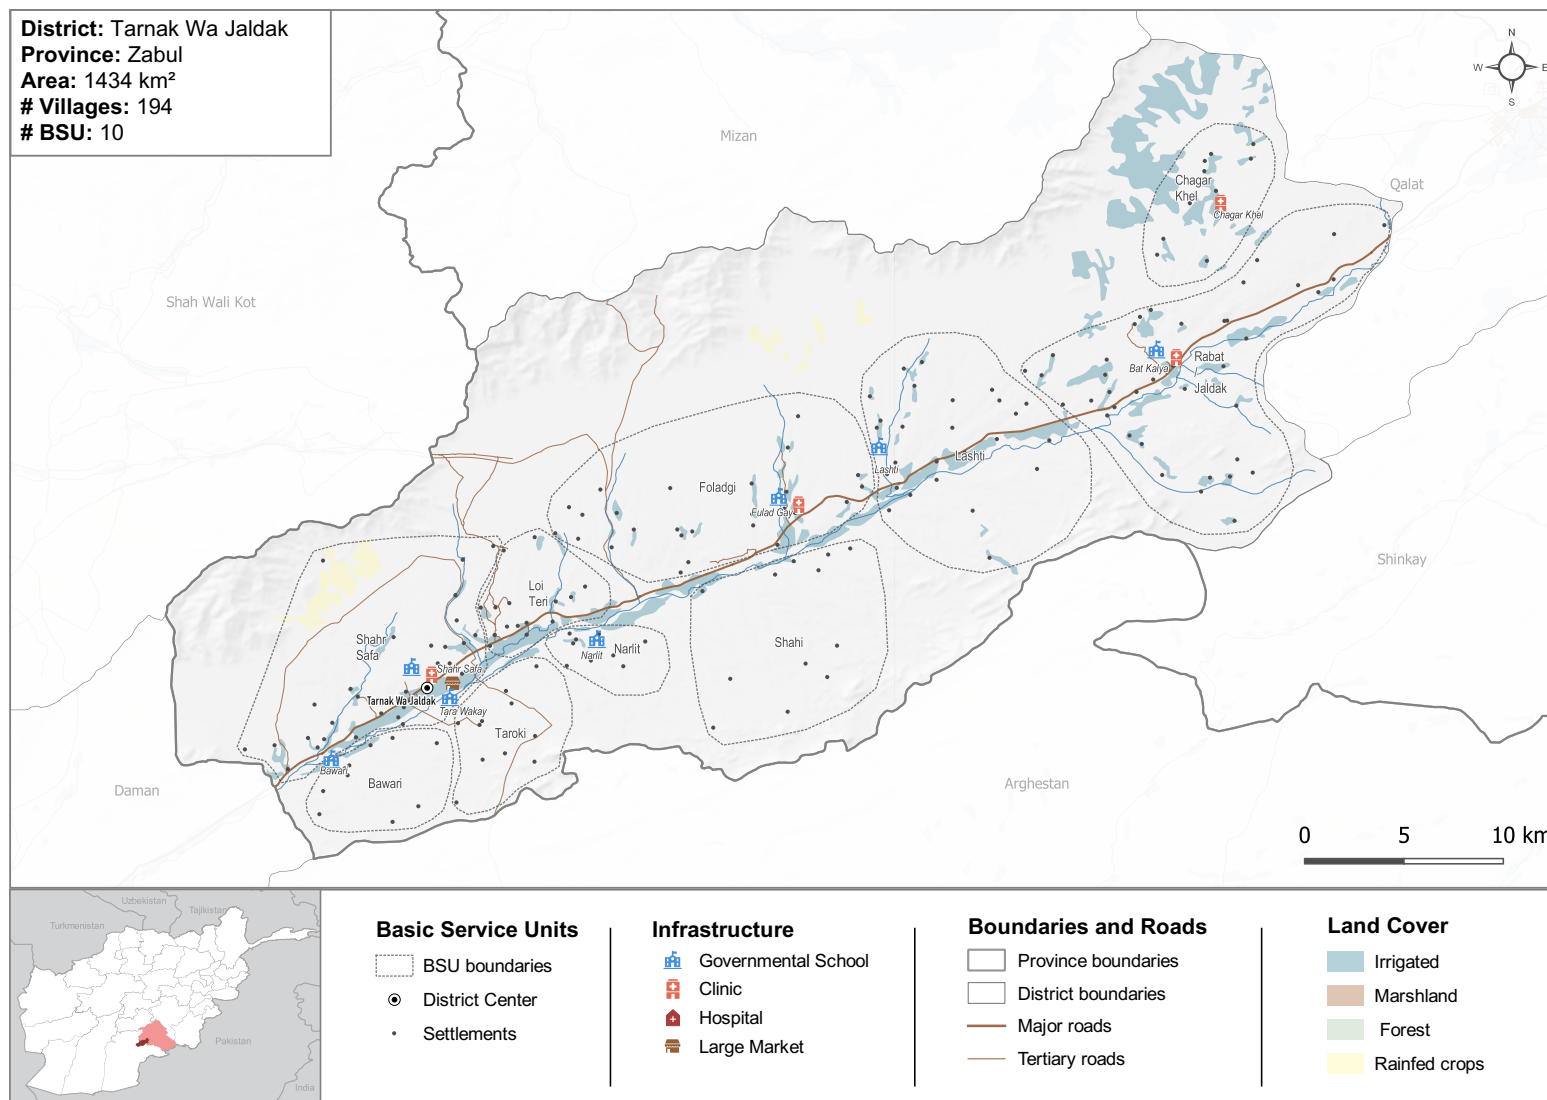 District: Tarnak Wa Jaldak
Province: Zabul
Area: 1434 km²
# Villages: 194
# BSU: 10
N
W
E
S
Mizan
Qalat
Shah Wali Kot
Chagar
Khel
Chagar Khel
Bat Kalyai
Rabat
Jaldak
Lashti
Lashti
Foladgi
Fulad Gay
Shinkay
Loi
Teri
Shahr
Safa
Narlit
Narlit
Shahi
Shahr Safa
Tarnak Wa Jaldak
Tara Wakay
Taroki
Bawari
Bawari
Daman
Arghestan
0 5 10 km
Uzbekistan
Tajikistan
Turkmenistan
Pakistan
India
Basic Service Units
BSU boundaries
District Center
Settlements
Infrastructure
Governmental School
Clinic
Hospital
Large Market
Boundaries and Roads
Province boundaries
District boundaries
Major roads
Tertiary roads
Land Cover
Irrigated
Marshland
Forest
Rainfed crops